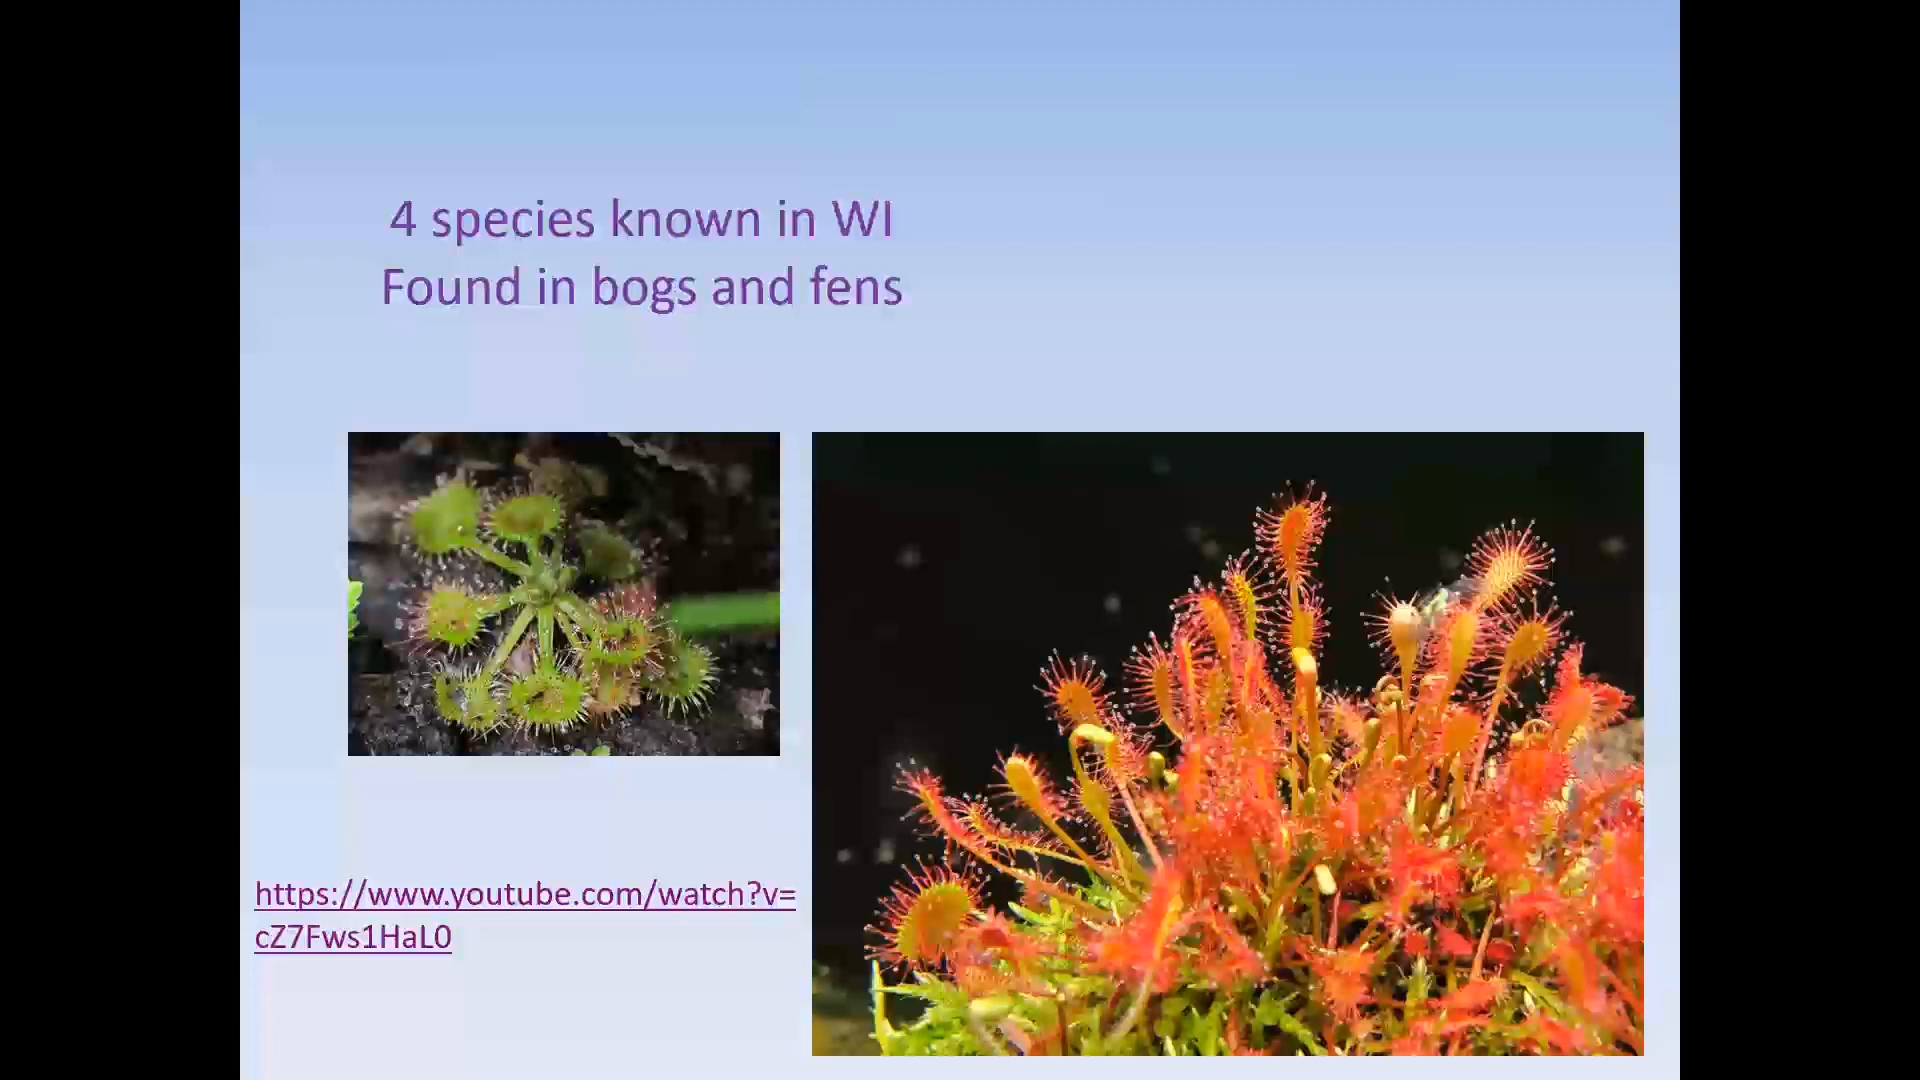 4 species known in WI
Found in bogs and fens
https://www.youtube.com/watch?v=
cZ7Fws1HaL0